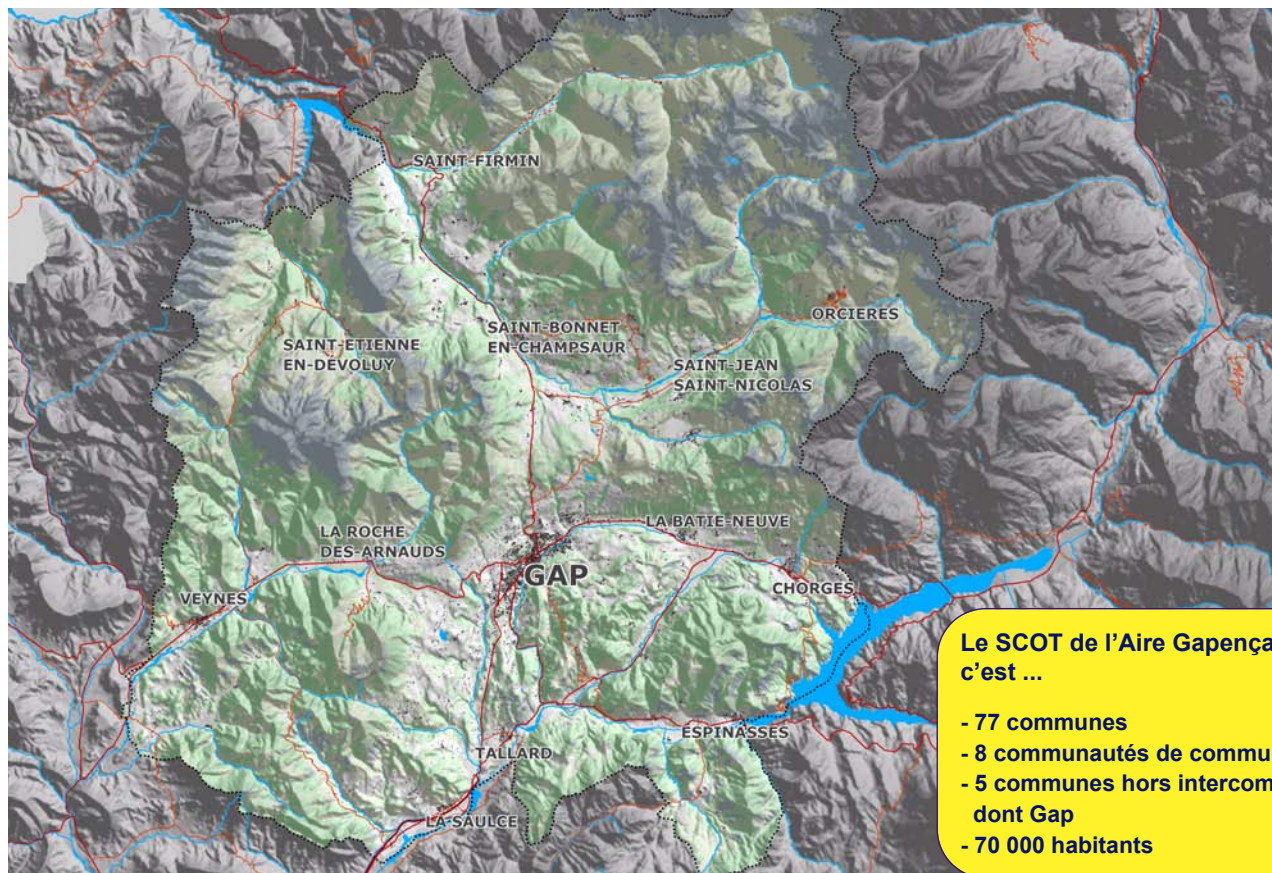 SAINT-FIRMIN
ORCIERES
SAINT-BONNET
EN-CHAMPSAUR
SAINT-ETIENNE
EN-DÉVOLUY
SAINT-JEAN
SAINT-NICOLAS
LA BATIE-NEUVE
LA ROCHE
DES-ARNAUDS
GAP
CHORGES
VEYNES
ESPINASSES
TALLARD
LA SAULCE
Le SCOT de l'Aire Gapença
c'est ...
- 77 communes
- 8 communautés de commu
- 5 communes hors intercom
dont Gap
- 70 000 habitants